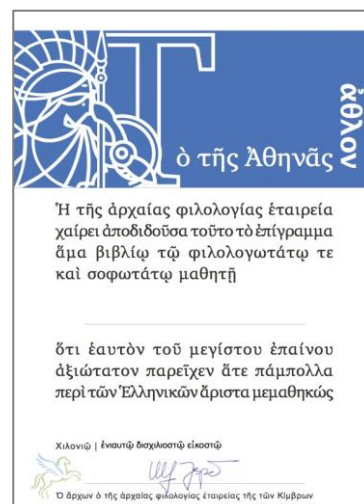 Τὸ τῆς Ἀθηνᾶς
ἆθλον
Ἡ τῆς ἀρχαίας φιλολογίας ἑταιρεία
χαίρει ἀποδιδοῦσα τοῦτο τὸ ἐπίγραμμα
ἅμα βιβλίῳ τῷ φιλολογωτάτῳ τε
καὶ σοφωτάτῳ μαθητῇ
ὅτι ἑαυτὸν τοῦ μεγίστου ἐπαίνου
ἀξιώτατον παρεῖχεν ἅτε πάμπολλα
περὶ τῶν Ἑλληνικῶν ἄριστα μεμαθηκώς
Χιλονίῳ | ἐνιαυτῷ δισχιλιοστῷ εἰκοστῷ
Ὁ ἄρχων ὁ τῆς ἀρχαίας φιλολογίας ἑταιρείας τῆς τῶν Κίμβρων